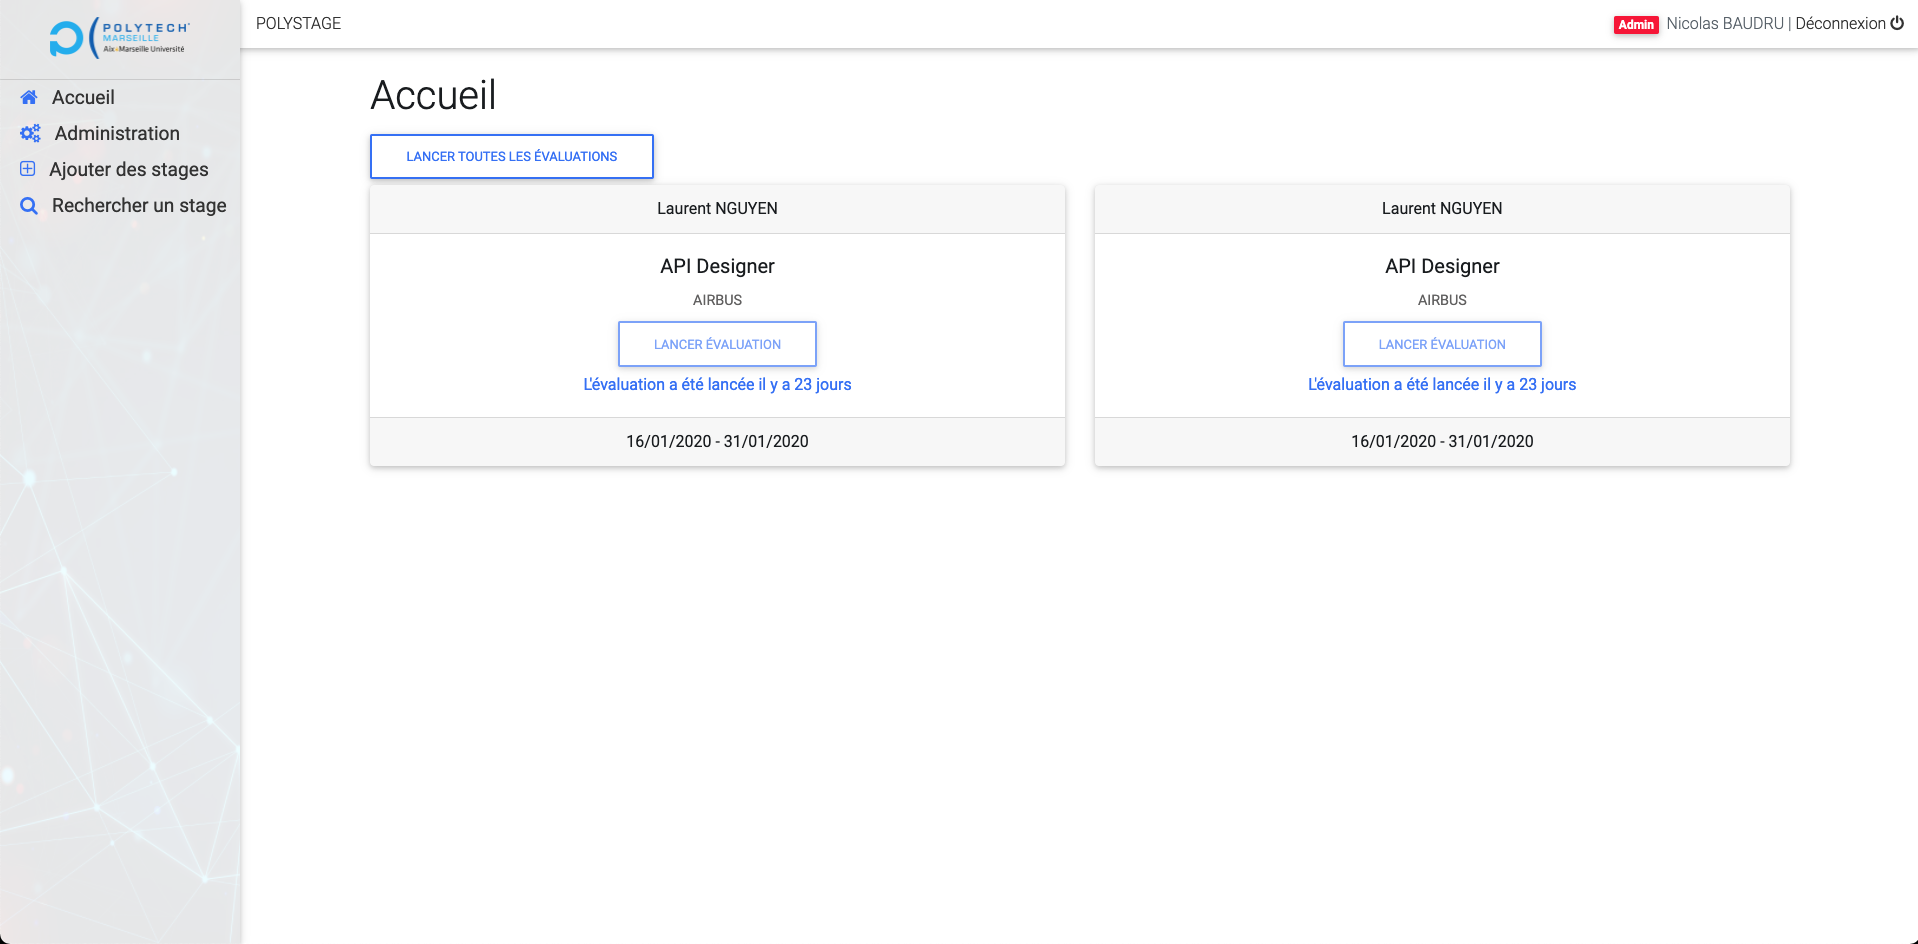 POLYTECH
MARSEILLE
Aix*Marseille Université
POLYSTAGE
Admin Nicolas BAUDRU | Déconnexion
Accueil
Administration
Ajouter des stages
Rechercher un stage
Accueil
LANCER TOUTES LES ÉVALUATIONS
Laurent NGUYEN
API Designer
AIRBUS
LANCER ÉVALUATION
L'évaluation a été lancée il y a 23 jours
16/01/2020 - 31/01/2020
Laurent NGUYEN
API Designer
AIRBUS
LANCER ÉVALUATION
L'évaluation a été lancée il y a 23 jours
16/01/2020 - 31/01/2020